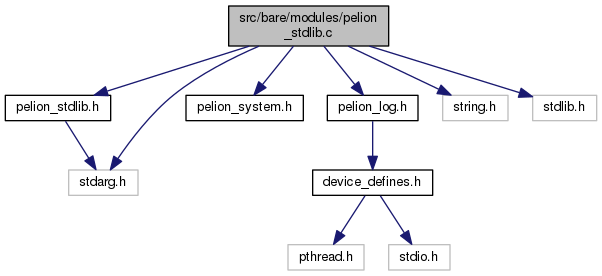 src/bare/modules/pelion
_stdlib.c
pelion_stdlib.h
pelion_system.h
pelion_log.h
string.h
stdlib.h
stdarg.h
device_defines.h
pthread.h
stdio.h